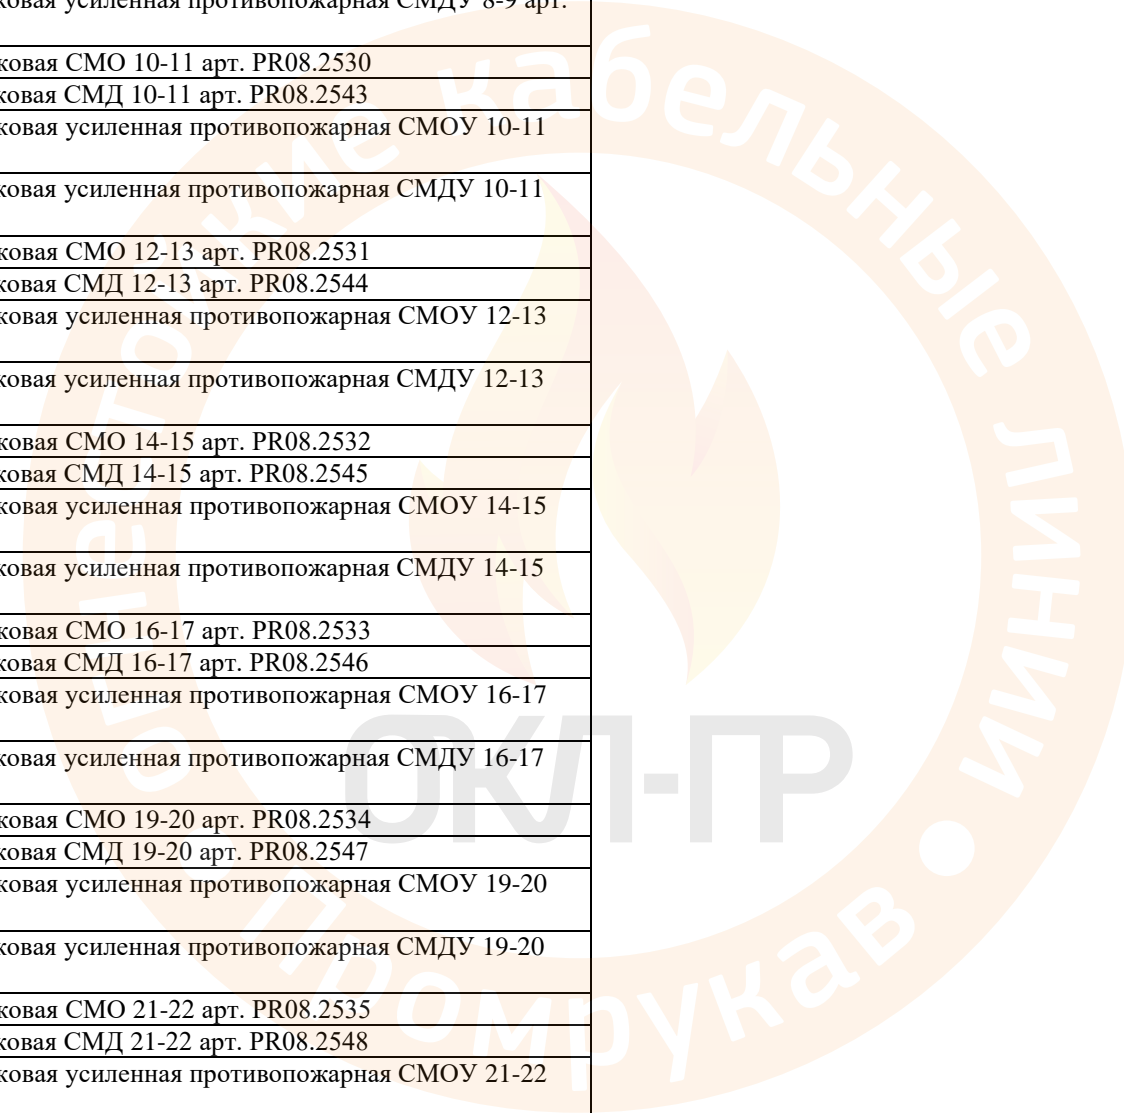 ковая усиленная противопожарная СМДУ 8-9 арт.
ковая СМО 10-11 арт. PR08.2530
ковая СМД 10-11 арт. PR08.2543
ковая усиленная противопожарная СМОУ 10-11
ковая усиленная противопожарная СМДУ 10-11
ковая СМО 12-13 арт. PR08.2531
ковая СМД 12-13 арт. PR08.2544
ковая усиленная противопожарная СМОУ 12-13
ковая усиленная противопожарная СМДУ 12-13
ковая СМО 14-15 арт. PR08.2532
ковая СМД 14-15 арт. PR08.2545
ковая усиленная противопожарная СМОУ 14-15
ковая усиленная противопожарная СМДУ 14-15
ковая СМО 16-17 арт. PR08.2533
ковая СМД 16-17 арт. PR08.2546
ковая усиленная противопожарная СМОУ 16-17
ковая усиленная противопожарная СМДУ 16-17
ковая СМО 19-20 арт. PR08.2534
ковая СМД 19-20 арт. PR08.2547
ковая усиленная противопожарная СМОУ 19-20
ковая усиленная противопожарная СМДУ 19-20
ковая СМО 21-22 арт. PR08.2535
ковая СМД 21-22 арт. PR08.2548
ковая усиленная противопожарная СМОУ 21-22
огнестойкие кабельные линии • Промрукав
ОКЛ-ПР